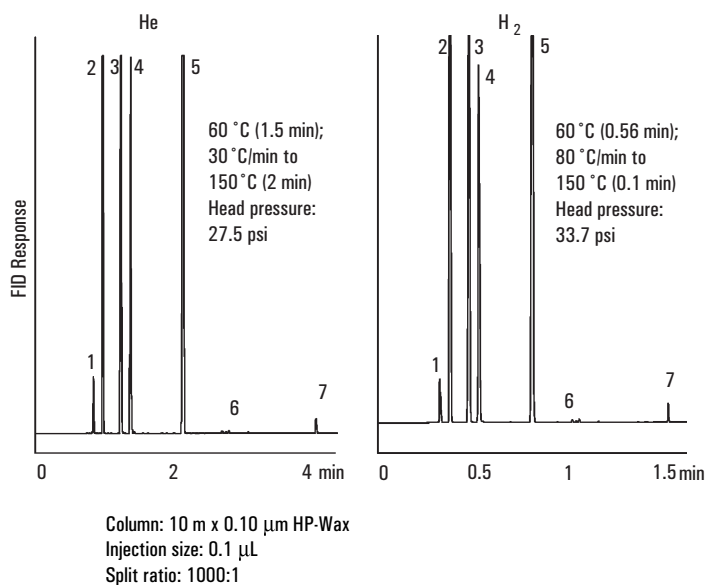 He
2
3
4
5
1
6
7
60 ˚C (1.5 min);
30 ˚C/min to
150 ˚C (2 min)
Head pressure:
27.5 psi
FID Response
0
2
4 min
H 2
2
3
4
5
1
6
7
60 ˚C (0.56 min);
80 ˚C/min to
150 ˚C (0.1 min)
Head pressure:
33.7 psi
0
0.5
1
1.5 min
Column: 10 m x 0.10 μm HP-Wax
Injection size: 0.1 μL
Split ratio: 1000:1